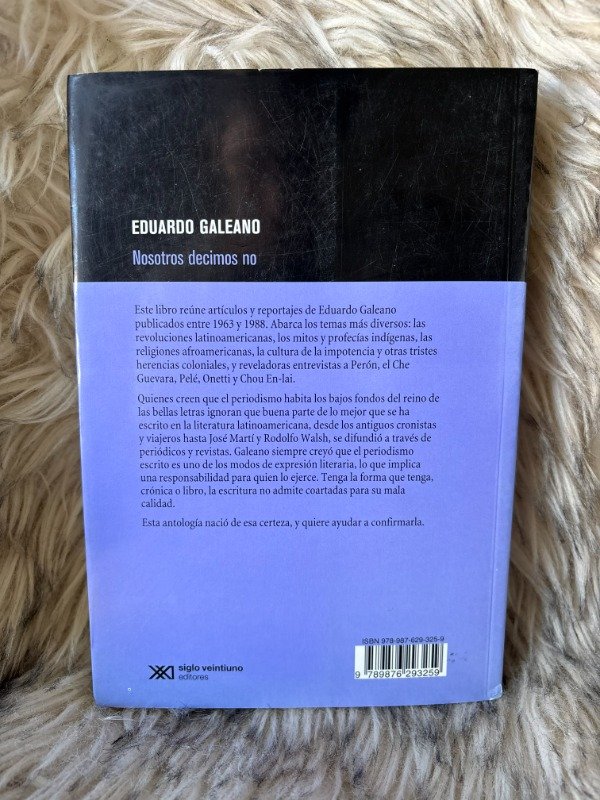 EDUARDO GALEANO
Nosotros decimos no
Este libro reúne artículos y reportajes de Eduardo Galeano
publicados entre 1963 y 1988. Abarca los temas más diversos: las
revoluciones latinoamericanas, los mitos y profecías indígenas, las
religiones afroamericanas, la cultura de la impotencia y otras tristes
herencias coloniales, y reveladoras entrevistas a Perón, el Che
Guevara, Pelé, Onetti y Chou En-lai.
Quienes creen que el periodismo habita los bajos fondos del reino de
las bellas letras ignoran que buena parte de lo mejor que se ha
escrito en la literatura latinoamericana, desde los antiguos cronistas
y viajeros hasta José Martí y Rodolfo Walsh, se difundió a través de
periódicos y revistas. Galeano siempre creyó que el periodismo
escrito es uno de los modos de expresión literaria, lo que implica
una responsabilidad para quien lo ejerce. Tenga la forma que tenga,
crónica o libro, la escritura no admite coartadas para su mala
calidad.
Esta antología nació de esa certeza, y quiere ayudar a confirmarla.
ISBN 978-987-629-325-9
siglo veintiuno
editores
9 789876 293259